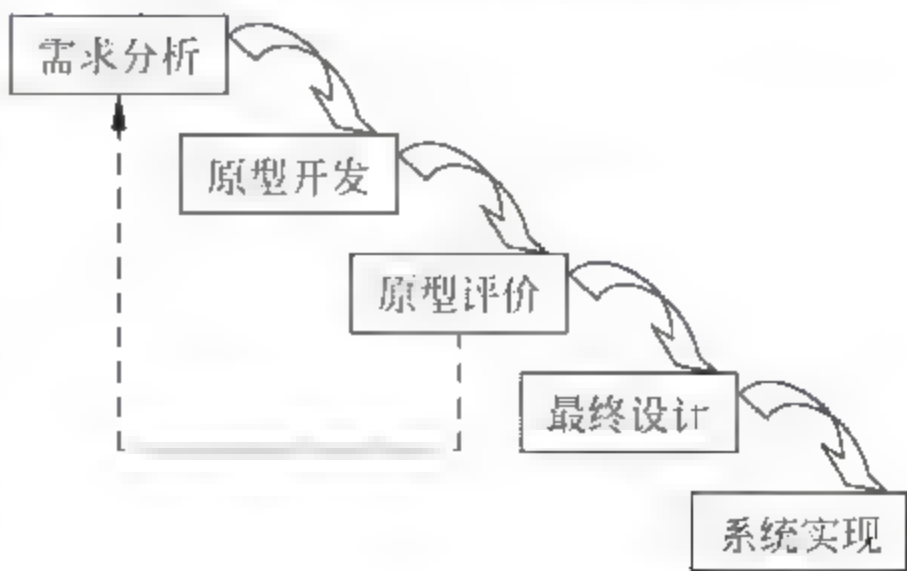 需求分析
原型开发
原型评价
最终设计
系统实现